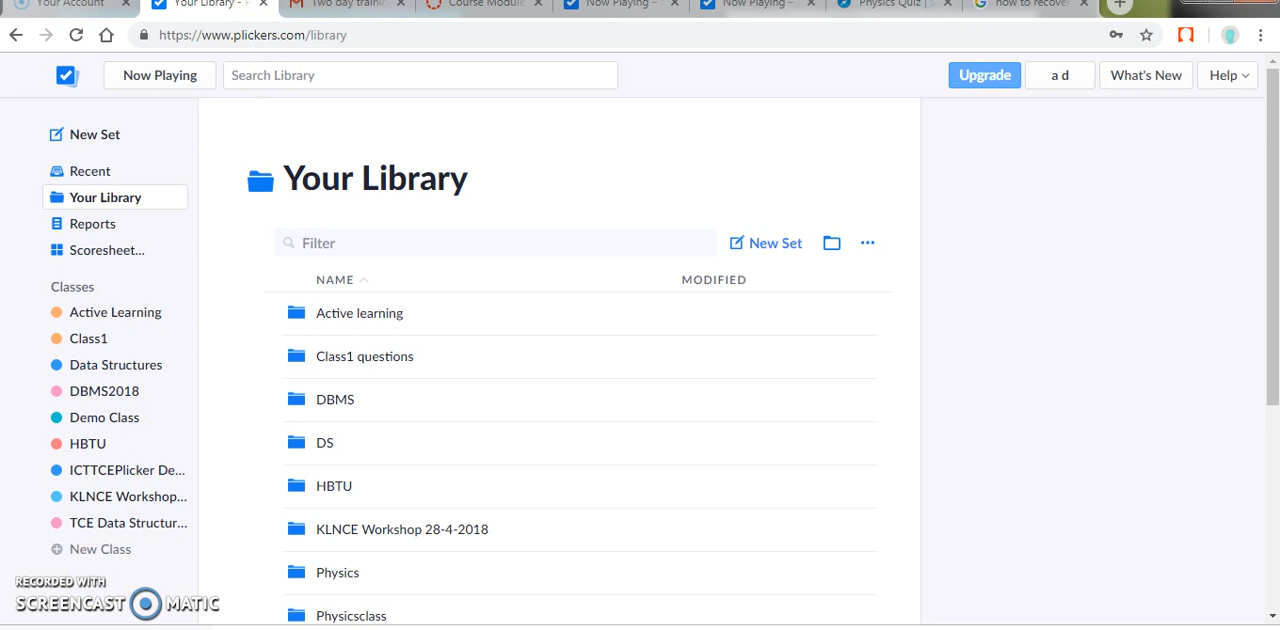 Your Account
Your Library -
Two day traini
Course Module
Now Playing –
Now Playing –
Physics Quiz |
how to recover
https://www.plickers.com/library
Now Playing
Search Library
Upgrade
a d
What's New
Help
New Set
Recent
Your Library
Reports
Scoresheet...
Classes
Active Learning
Class1
Data Structures
DBMS2018
Demo Class
HBTU
ICTTCEPlicker De...
KLNCE Workshop...
TCE Data Structur...
New Class
Your Library
Filter
New Set
NAME
MODIFIED
Active learning
Class1 questions
DBMS
DS
HBTU
KLNCE Workshop 28-4-2018
Physics
Physicsclass
RECORDED WITH
SCREENCAST MATIC